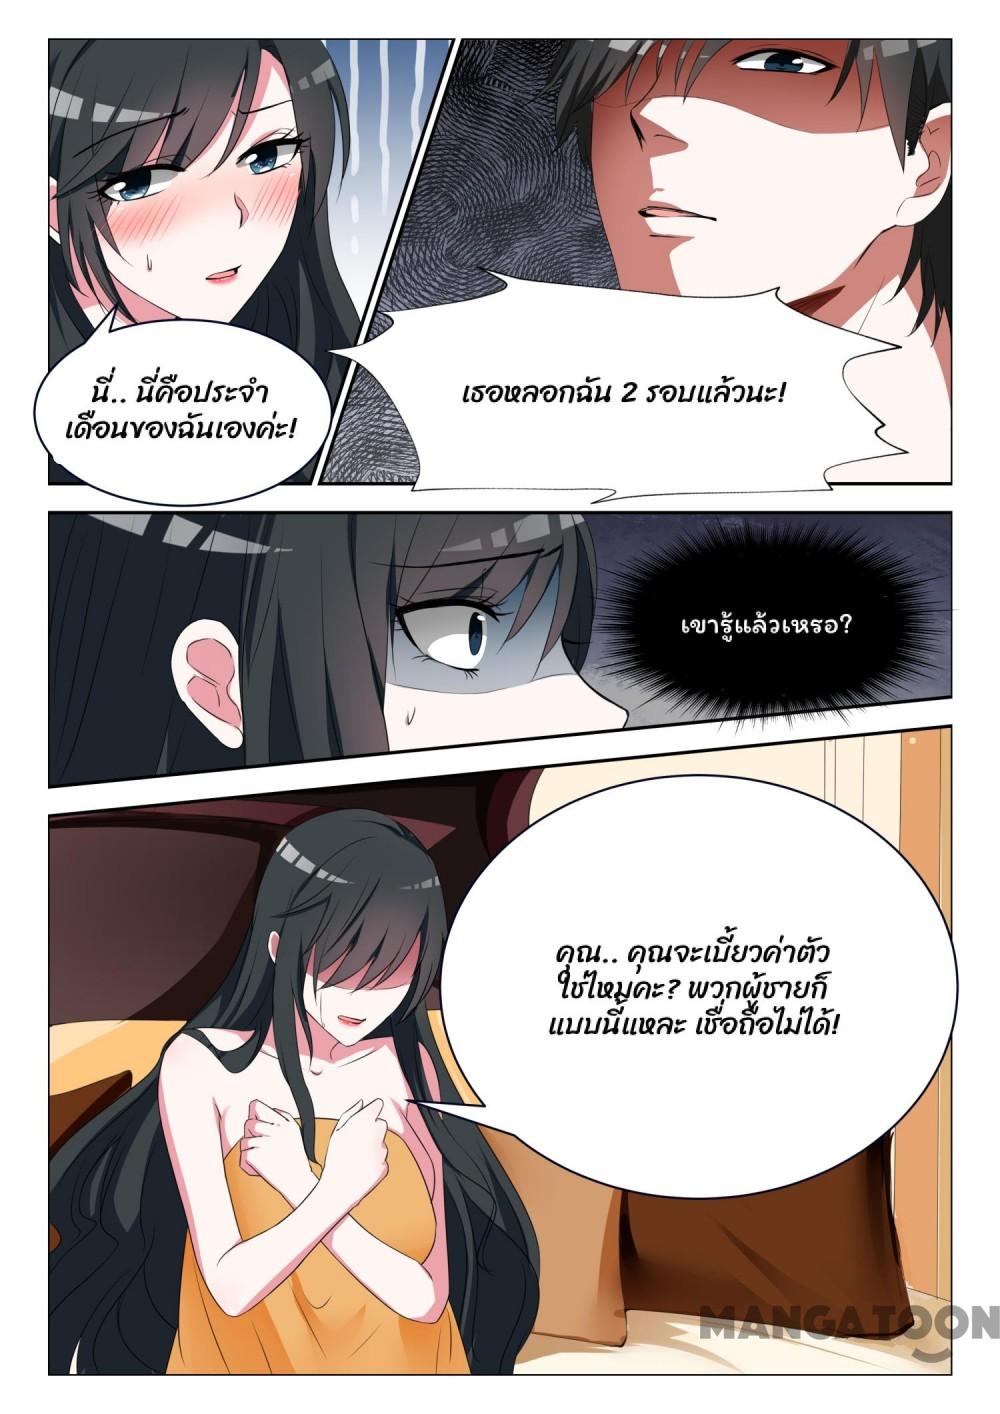 นี่.. นี่คือประจำ
เดือนของฉันเองค่ะ!
เธอหลอกฉัน 2 รอบแล้วนะ!
เขารู้แล้วเหรอ?
คุณ.. คุณจะเบี้ยวค่าตัว
ใช่ไหมคะ? พวกผู้ชายก็
แบบนี้แหละ เชื่อถือไม่ได้!
MANGATOON